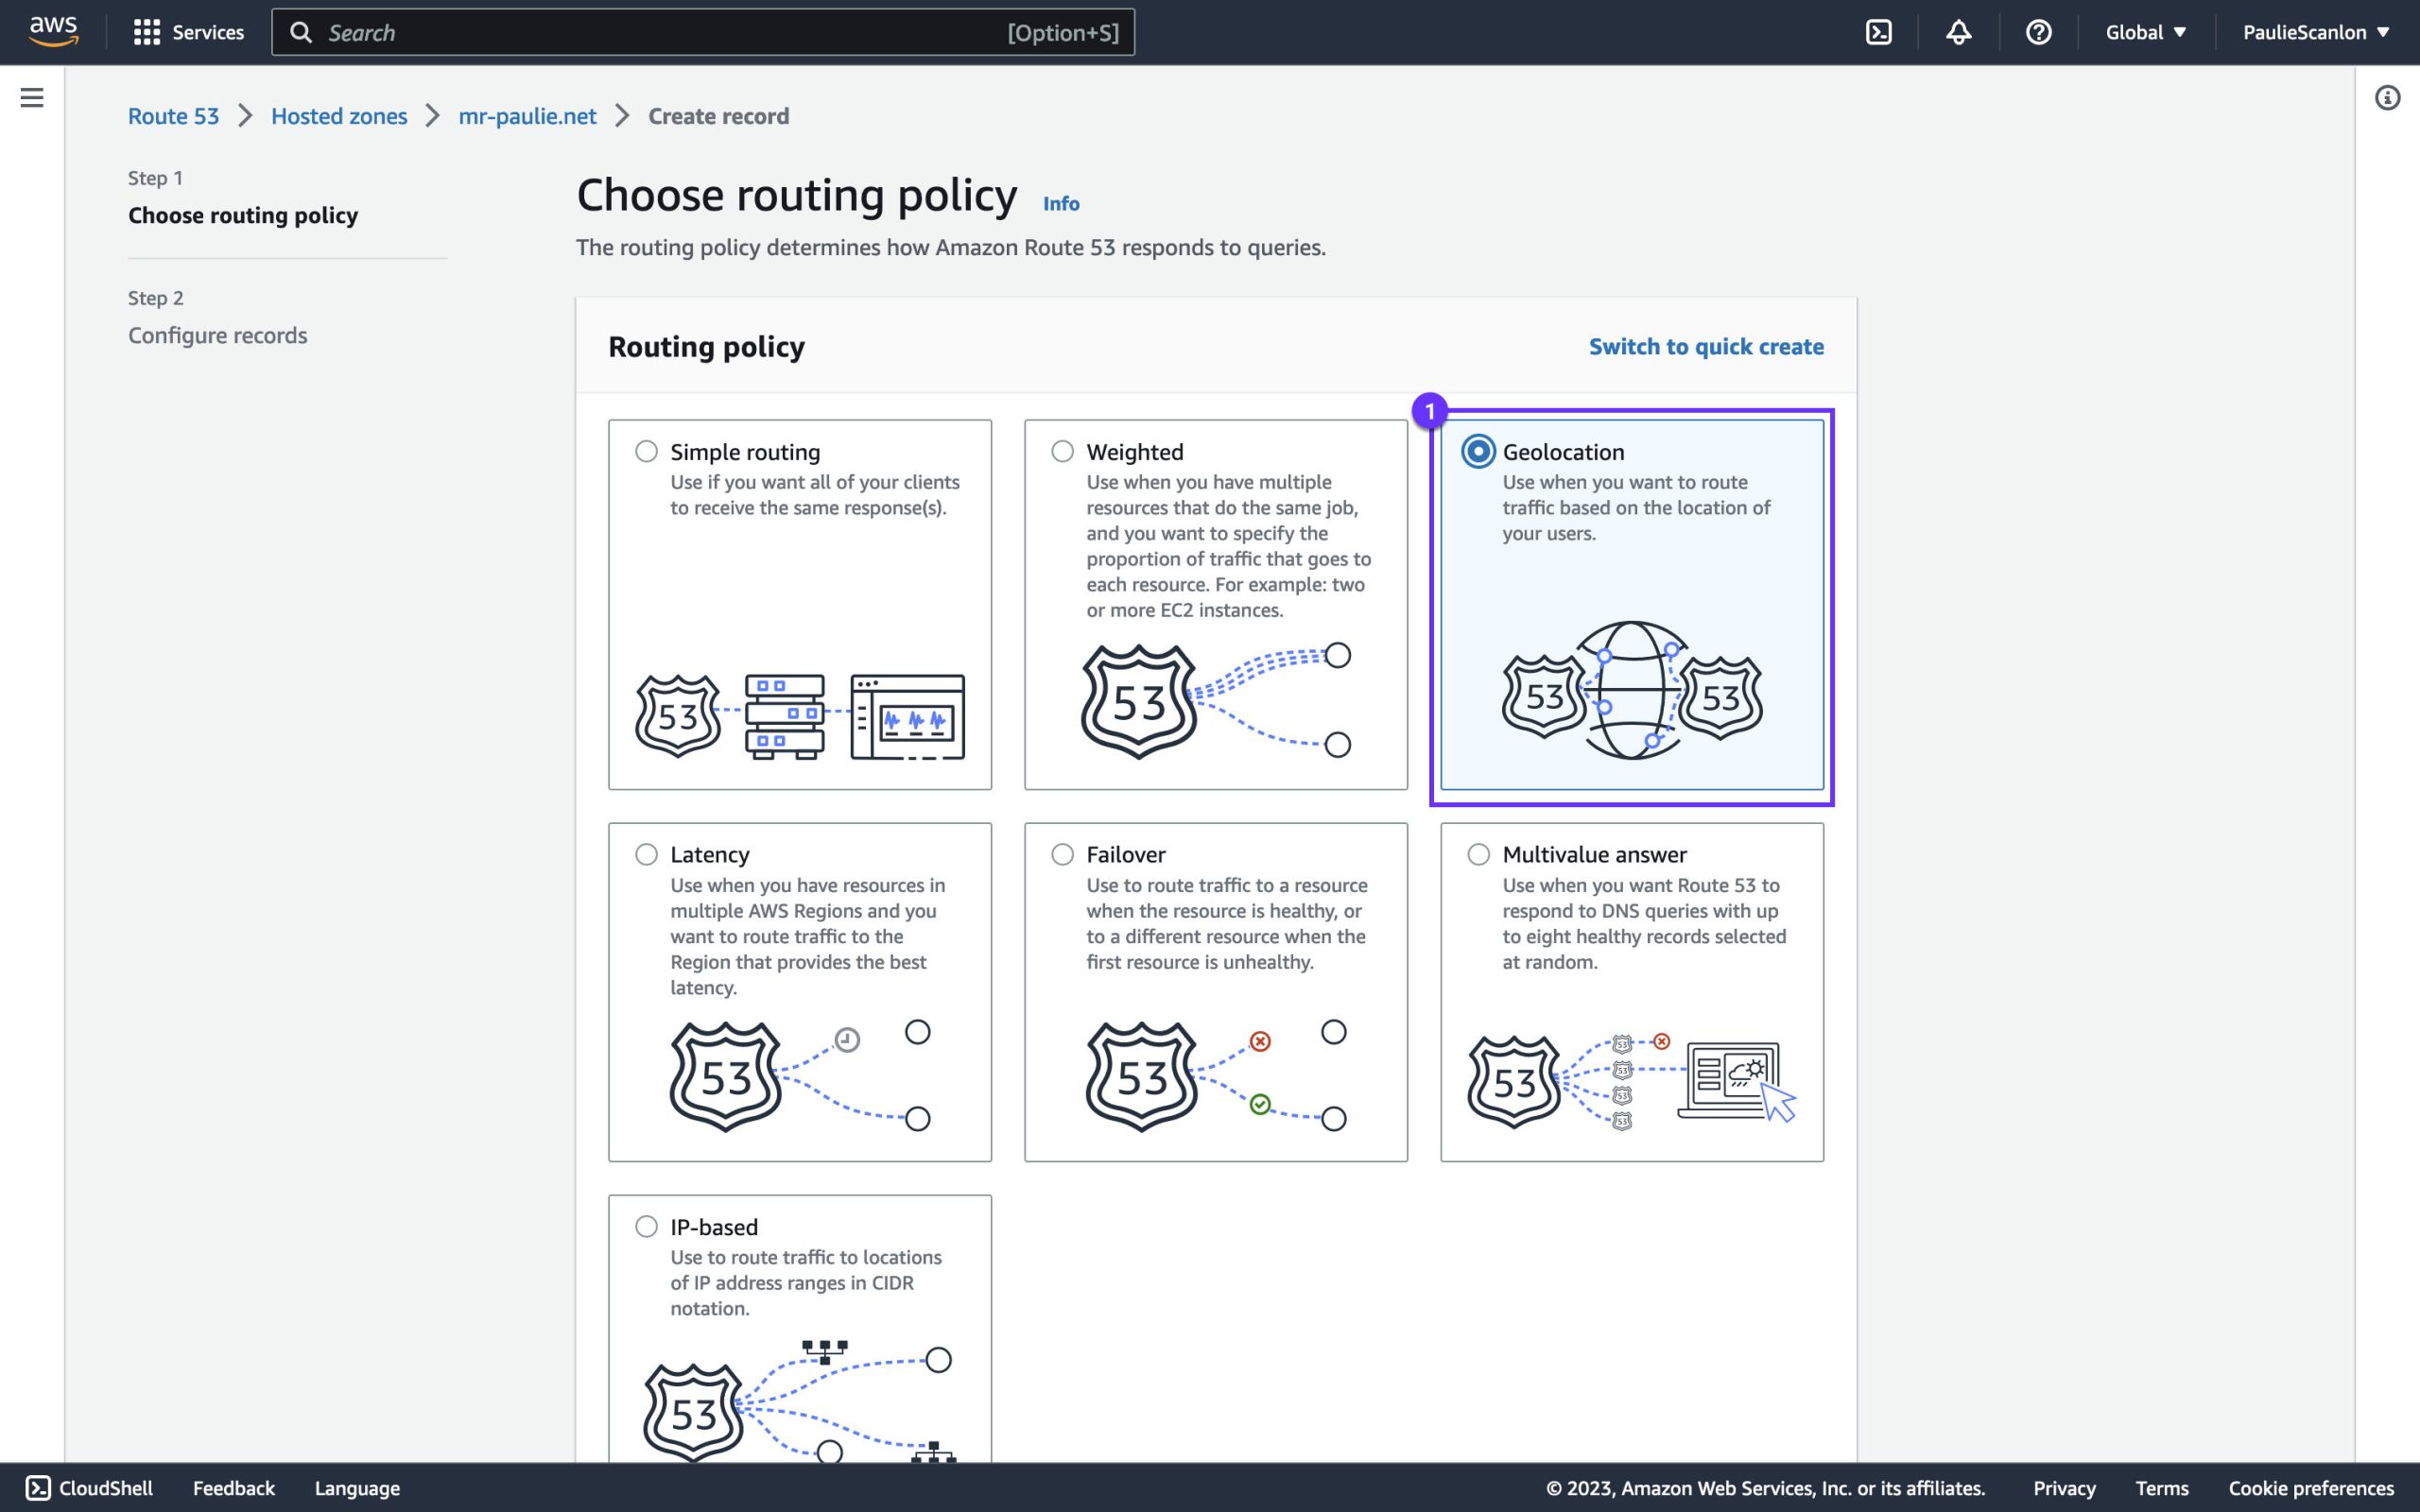 aws
Services
Search
[Option+S]
Global
PaulieScanlon
Route 53
Hosted zones
mr-paulie.net
Create record
Step 1
Choose routing policy
Step 2
Configure records
Choose routing policy
Info
The routing policy determines how Amazon Route 53 responds to queries.
Routing policy
Switch to quick create
Simple routing
Use if you want all of your clients
to receive the same response(s).
53
Weighted
Use when you have multiple
resources that do the same job,
and you want to specify the
proportion of traffic that goes to
each resource. For example: two
or more EC2 instances.
53
1
Geolocation
Use when you want to route
traffic based on the location of
your users.
53
53
Latency
Use when you have resources in
multiple AWS Regions and you
want to route traffic to the
Region that provides the best
latency.
53
Failover
Use to route traffic to a resource
when the resource is healthy, or
to a different resource when the
first resource is unhealthy.
53
Multivalue answer
Use when you want Route 53 to
respond to DNS queries with up
to eight healthy records selected
at random.
53
53
53
53
53
IP-based
Use to route traffic to locations
of IP address ranges in CIDR
notation.
53
CloudShell
Feedback
Language
© 2023, Amazon Web Services, Inc. or its affiliates.
Privacy
Terms
Cookie preferences